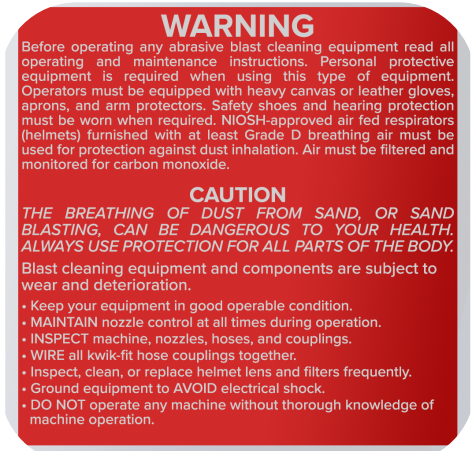 WARNING
Before operating any abrasive blast cleaning equipment read all
operating and maintenance instructions. Personal protective
equipment is required when using this type of equipment.
Operators must be equipped with heavy canvas or leather gloves,
aprons, and arm protectors. Safety shoes and hearing protection
must be worn when required. NIOSH-approved air fed respirators
(helmets) furnished with at least Grade D breathing air must be
used for protection against dust inhalation. Air must be filtered and
monitored for carbon monoxide.
CAUTION
THE BREATHING OF DUST FROM SAND, OR SAND
BLASTING, CAN BE DANGEROUS TO YOUR HEALTH.
ALWAYS USE PROTECTION FOR ALL PARTS OF THE BODY.
Blast cleaning equipment and components are subject to
wear and deterioration.
• Keep your equipment in good operable condition.
• MAINTAIN nozzle control at all times during operation.
• INSPECT machine, nozzles, hoses, and couplings.
• WIRE all kwik-fit hose couplings together.
• Inspect, clean, or replace helmet lens and filters frequently.
• Ground equipment to AVOID electrical shock.
• DO NOT operate any machine without thorough knowledge of
machine operation.